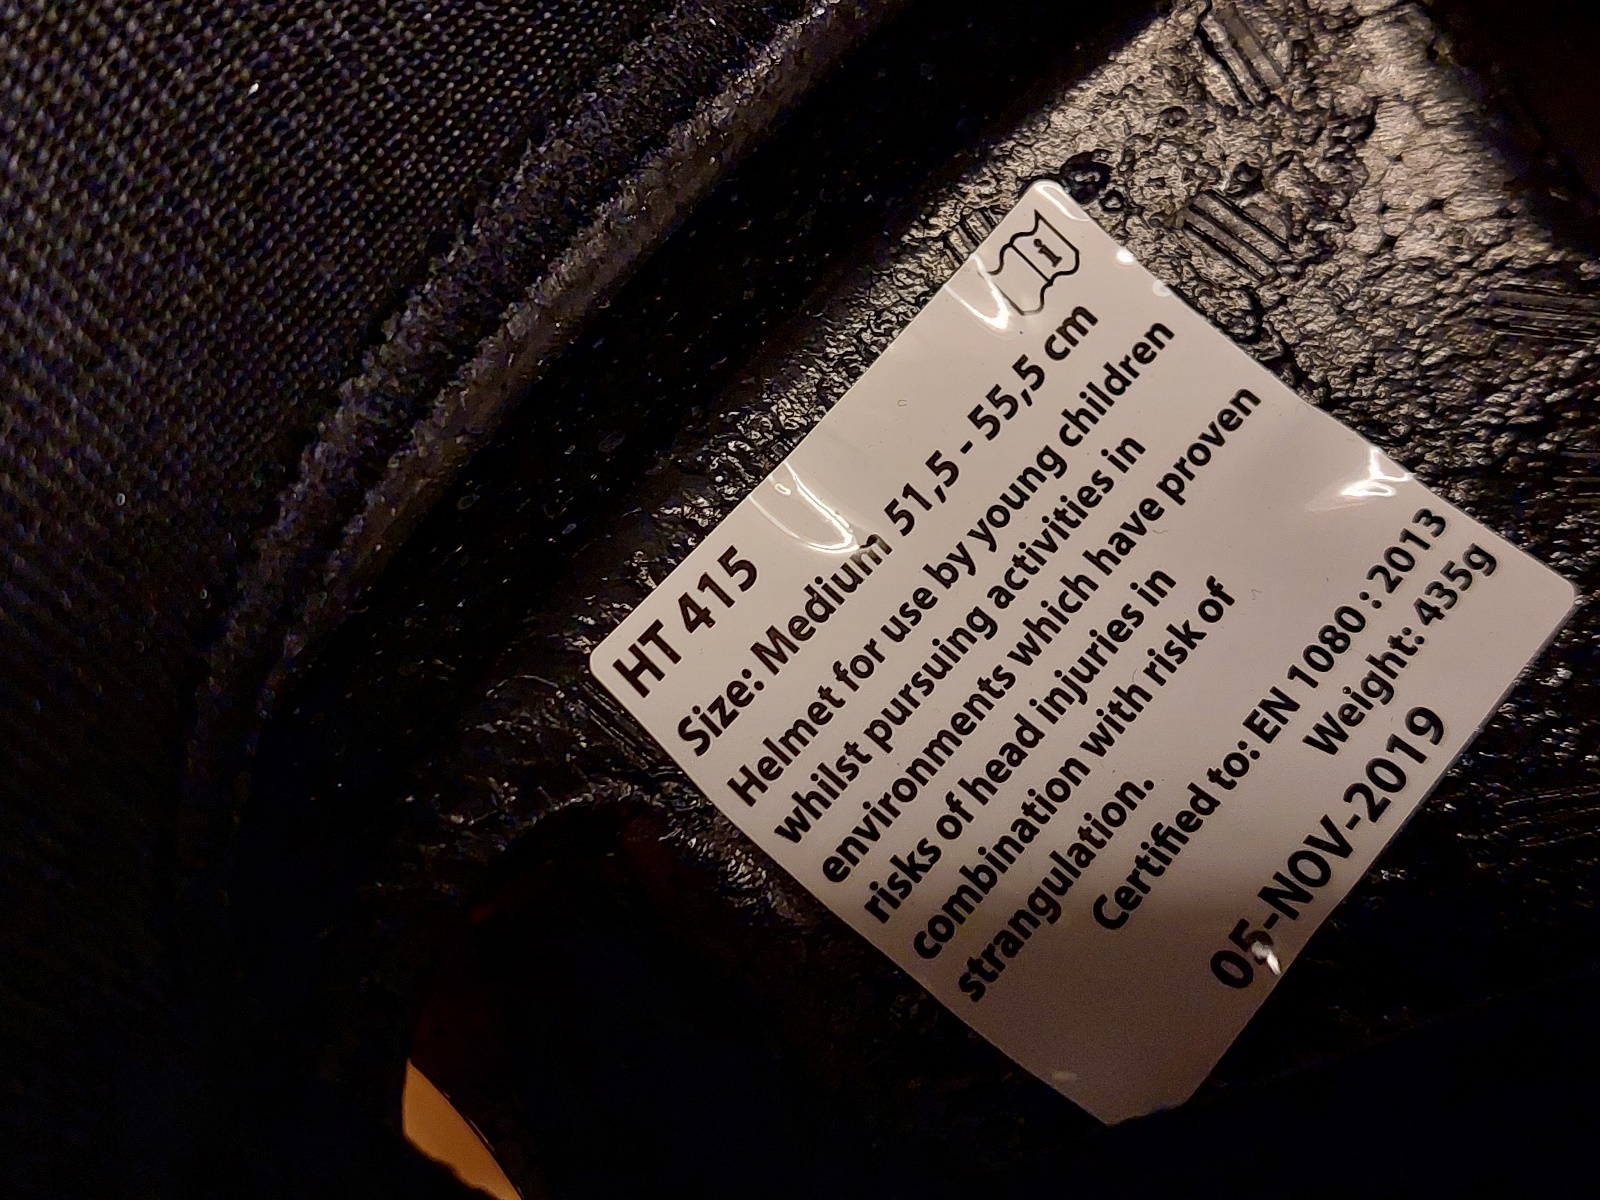 i
HT 415
Size: Medium 51,5 - 55,5 cm
Helmet for use by young children
whilst pursuing activities in
environments which have proven
risks of head injuries in
combination with risk of
strangulation.
Certified to: EN 1080 : 2013
Weight: 435g
05-NOV-2019